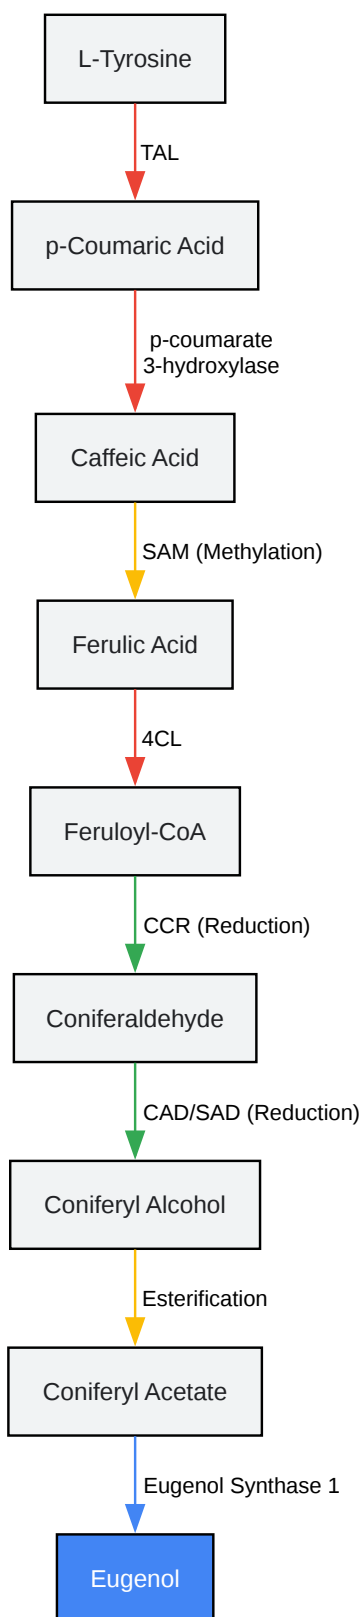 L-Tyrosine
TAL
p-Coumaric Acid
p-coumarate
3-hydroxylase
Caffeic Acid
SAM (Methylation)
Ferulic Acid
4CL
Feruloyl-CoA
CCR (Reduction)
Coniferaldehyde
CAD/SAD (Reduction)
Coniferyl Alcohol
Esterification
Coniferyl Acetate
Eugenol Synthase 1
Eugenol